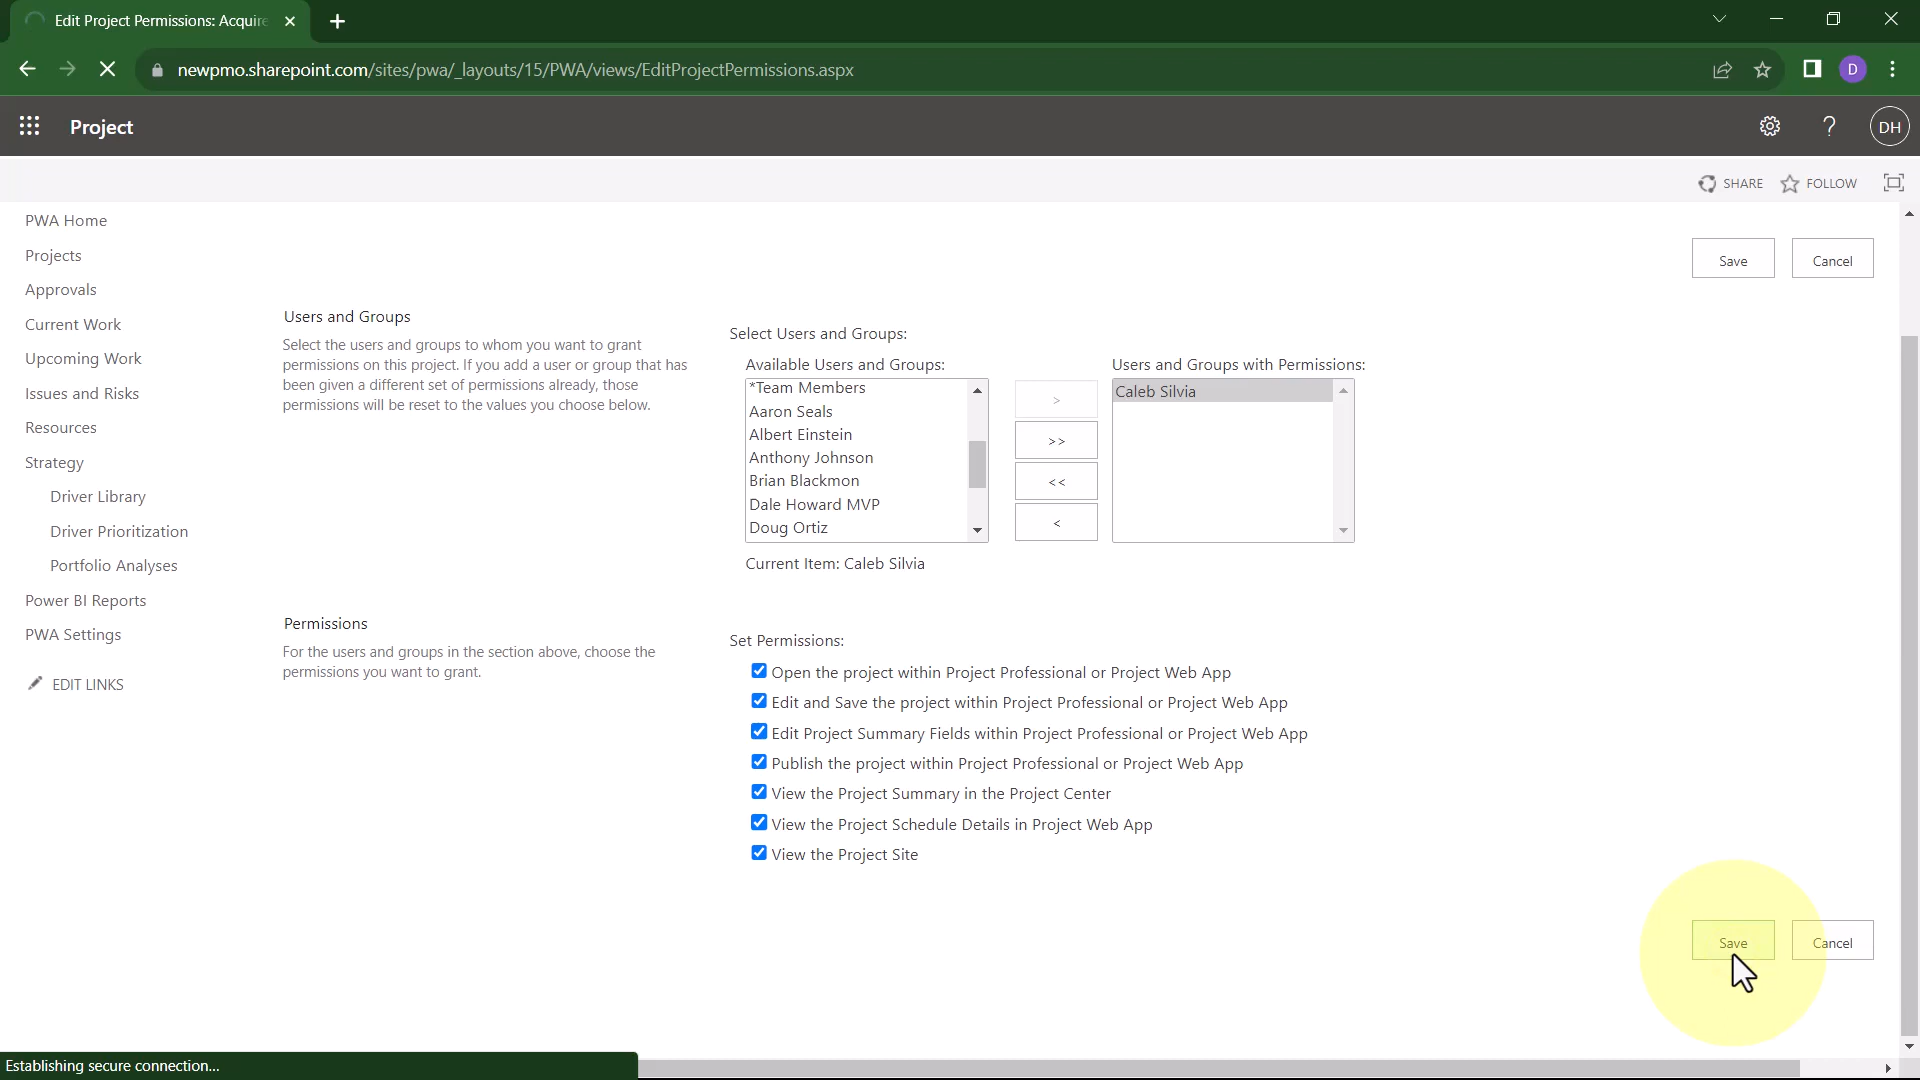 Edit Project Permissions: Acquire
newpmo.sharepoint.com/sites/pwa/_layouts/15/PWA/views/EditProjectPermissions.aspx
D
Project
?
DH
SHARE
FOLLOW
PWA Home
Projects
Approvals
Current Work
Upcoming Work
Issues and Risks
Resources
Strategy
Driver Library
Driver Prioritization
Portfolio Analyses
Power BI Reports
PWA Settings
EDIT LINKS
Save
Cancel
Users and Groups
Select the users and groups to whom you want to grant
permissions on this project. If you add a user or group that has
been given a different set of permissions already, those
permissions will be reset to the values you choose below.
Select Users and Groups:
Available Users and Groups:
*Team Members
Aaron Seals
Albert Einstein
Anthony Johnson
Brian Blackmon
Dale Howard MVP
Doug Ortiz
>
>>
<<
<
Users and Groups with Permissions:
Caleb Silvia
Current Item: Caleb Silvia
Permissions
For the users and groups in the section above, choose the
permissions you want to grant.
Set Permissions:
Open the project within Project Professional or Project Web App
Edit and Save the project within Project Professional or Project Web App
Edit Project Summary Fields within Project Professional or Project Web App
Publish the project within Project Professional or Project Web App
View the Project Summary in the Project Center
View the Project Schedule Details in Project Web App
View the Project Site
Save
Cancel
Establishing secure connection...